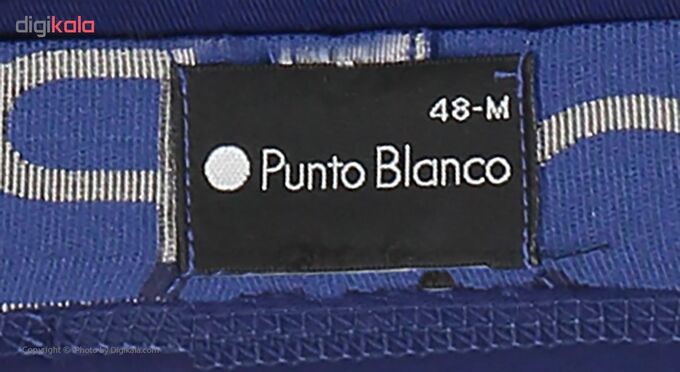 digikala
48-M
Punto Blanco
Copyright © Photo by Digikala.com